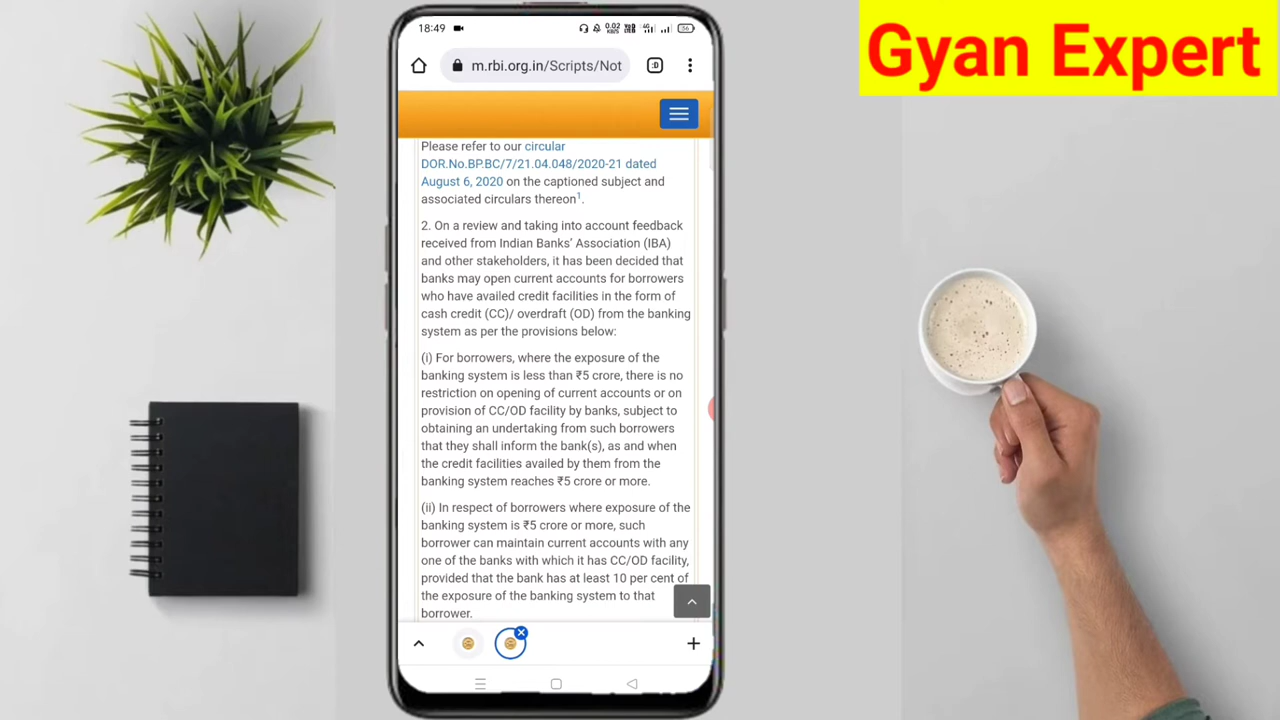 Gyan Expert
18:49
0.02
KB/S
4G
56
m.rbi.org.in/Scripts/Not
:D
Please refer to our circular
DOR.No.BP.BC/7/21.04.048/2020-21 dated
August 6, 2020 on the captioned subject and
associated circulars thereon1.
2. On a review and taking into account feedback
received from Indian Banks’ Association (IBA)
and other stakeholders, it has been decided that
banks may open current accounts for borrowers
who have availed credit facilities in the form of
cash credit (CC)/ overdraft (OD) from the banking
system as per the provisions below:
(i) For borrowers, where the exposure of the
banking system is less than ₹5 crore, there is no
restriction on opening of current accounts or on
provision of CC/OD facility by banks, subject to
obtaining an undertaking from such borrowers
that they shall inform the bank(s), as and when
the credit facilities availed by them from the
banking system reaches ₹5 crore or more.
(ii) In respect of borrowers where exposure of the
banking system is ₹5 crore or more, such
borrower can maintain current accounts with any
one of the banks with which it has CC/OD facility,
provided that the bank has at least 10 per cent of
the exposure of the banking system to that
borrower.